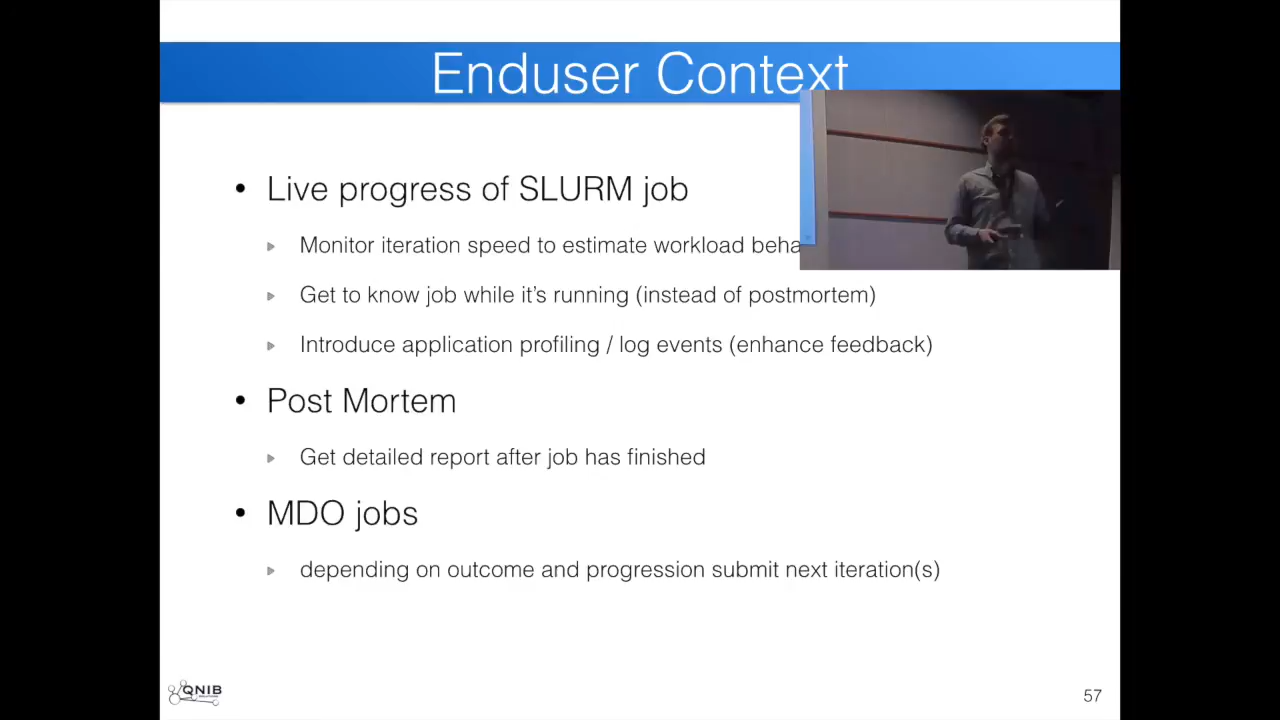 Enduser Context
• Live progress of SLURM job
Monitor iteration speed to estimate workload
Get to know job while it's running (instead of postmortem)
Introduce application profiling / log events (enhance feedback)
• Post Mortem
Get detailed report after job has finished
• MDO jobs
depending on outcome and progression submit next iteration(s)
QNIB
SOLUTIONS
57